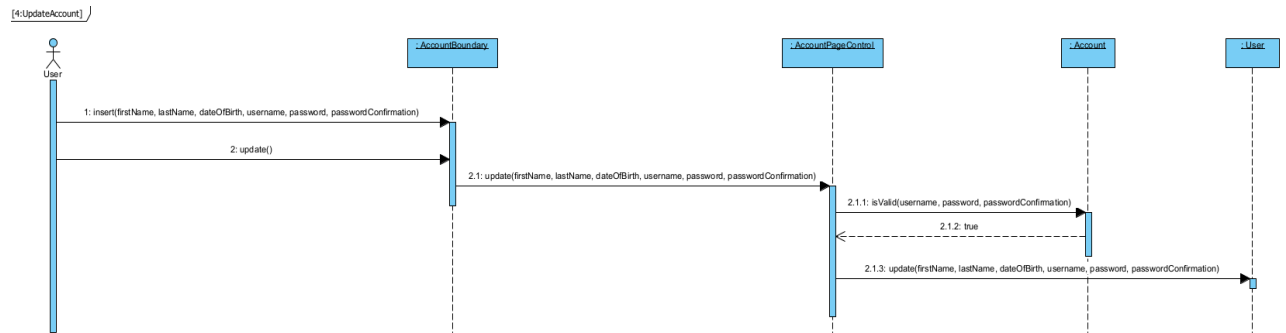 [4:UpdateAccount]
: AccountBoundary
: AccountPageControl
: Account
: User
User
1: insert(firstName, lastName, dateOfBirth, username, password, passwordConfirmation)
2: update()
2.1: update(firstName, lastName, dateOfBirth, username, password, passwordConfirmation)
2.1.1: isValid(username, password, passwordConfirmation)
2.1.2: true
2.1.3: update(firstName, lastName, dateOfBirth, username, password, passwordConfirmation)